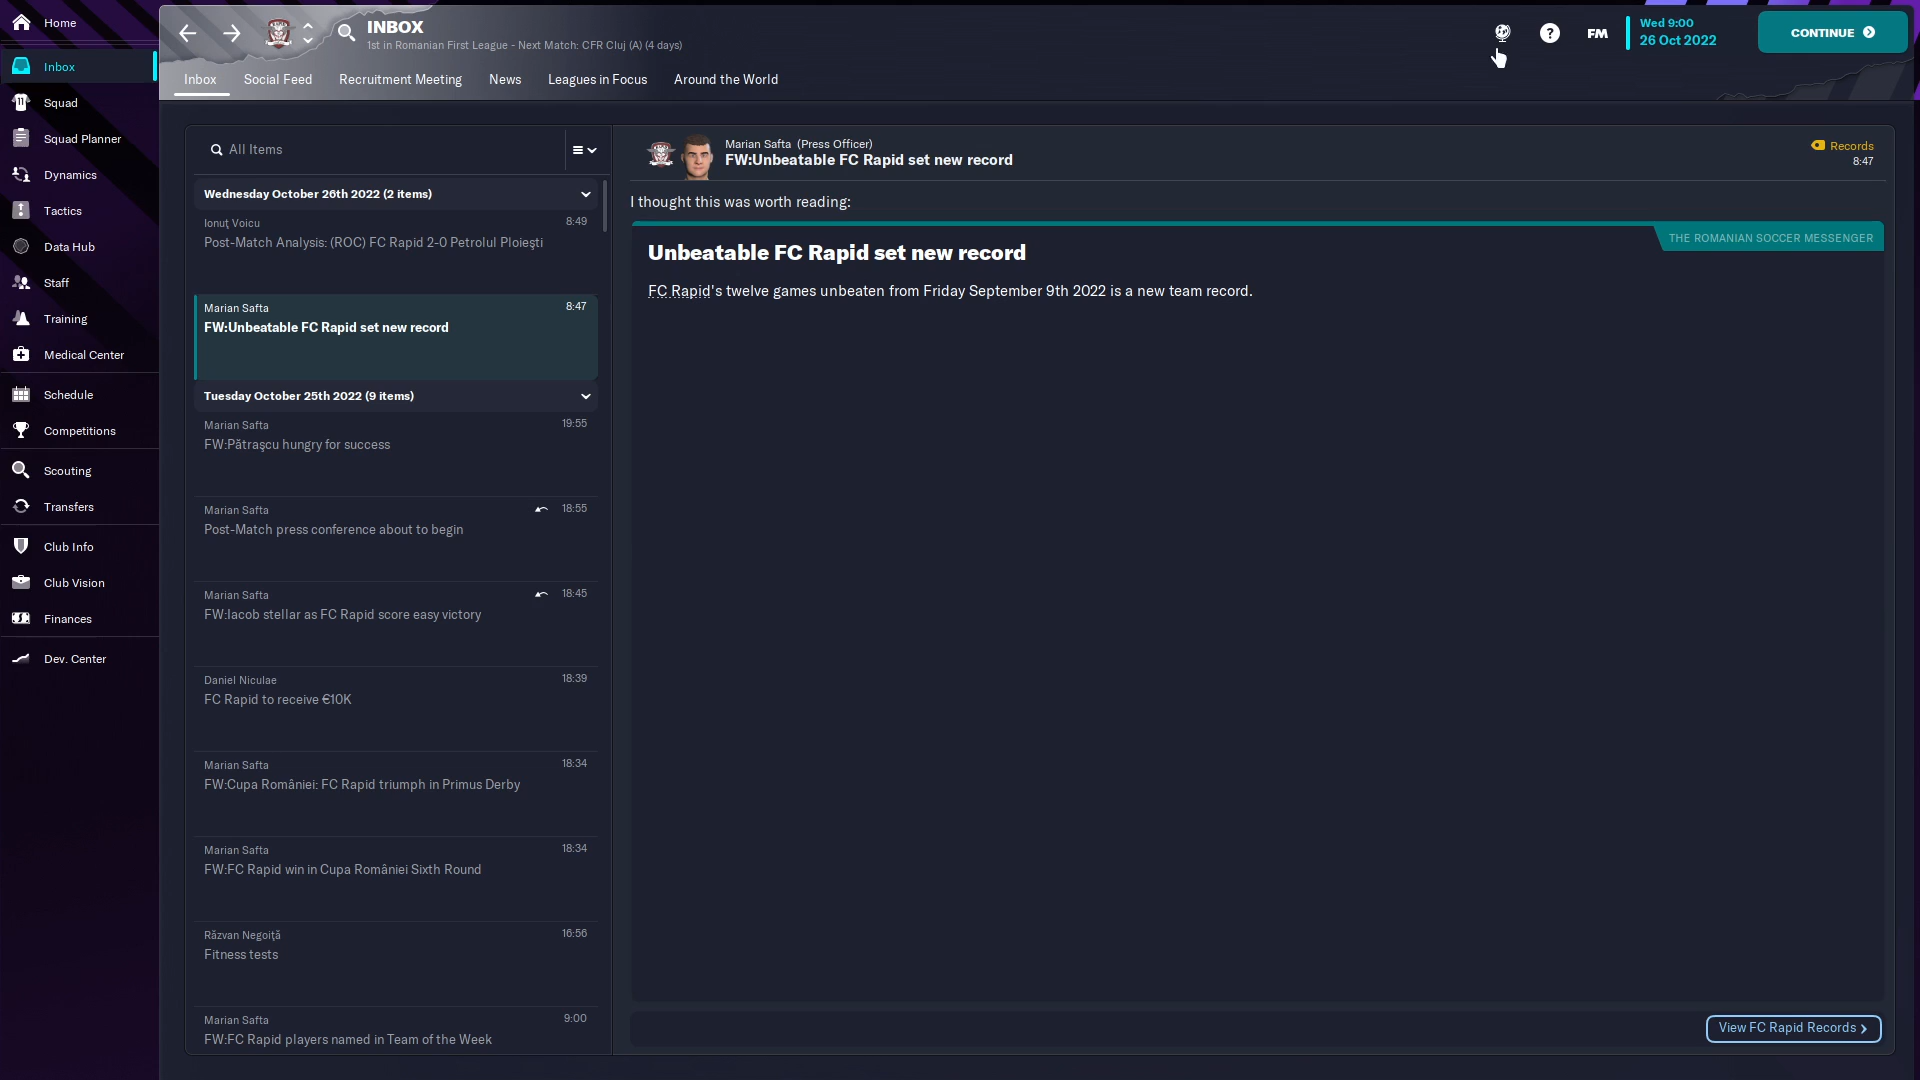 Home
Inbox
Squad
Squad Planner
Dynamics
Tactics
Data Hub
Staff
Training
Medical Center
Schedule
Competitions
Scouting
Transfers
Club Info
Club Vision
Finances
Dev. Center
INBOX
1st in Romanian First League - Next Match: CFR Cluj (A) (4 days)
Inbox Social Feed Recruitment Meeting News Leagues in Focus Around the World
? FM
Wed 9:00
26 Oct 2022
CONTINUE
All Items
Wednesday October 26th 2022 (2 items)
Ionuț Voicu 8:49
Post-Match Analysis: (ROC) FC Rapid 2-0 Petrolul Ploiești
Marian Safta 8:47
FW:Unbeatable FC Rapid set new record
Tuesday October 25th 2022 (9 items)
Marian Safta 19:55
FW:Pătrașcu hungry for success
Marian Safta 18:55
Post-Match press conference about to begin
Marian Safta 18:45
FW:Iacob stellar as FC Rapid score easy victory
Daniel Niculae 18:39
FC Rapid to receive €10K
Marian Safta 18:34
FW:Cupa României: FC Rapid triumph in Primus Derby
Marian Safta 18:34
FW:FC Rapid win in Cupa României Sixth Round
Răzvan Negoiță 16:56
Fitness tests
Marian Safta 9:00
FW:FC Rapid players named in Team of the Week
Marian Safta (Press Officer)
FW:Unbeatable FC Rapid set new record
Records
8:47
I thought this was worth reading:
THE ROMANIAN SOCCER MESSENGER
Unbeatable FC Rapid set new record
FC Rapid's twelve games unbeaten from Friday September 9th 2022 is a new team record.
View FC Rapid Records